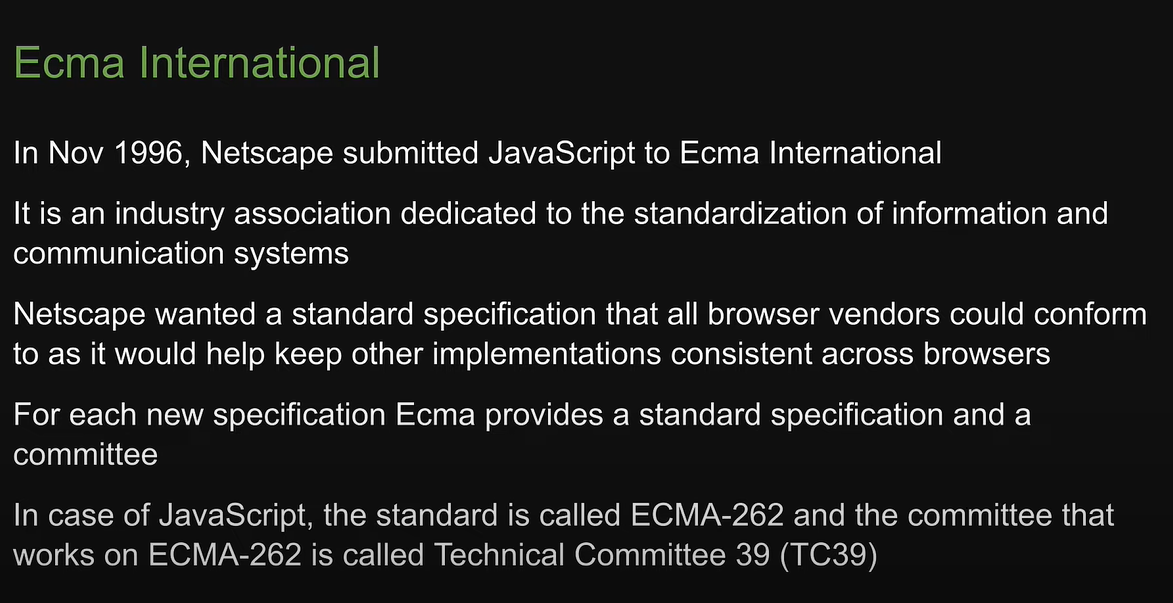 Ecma International
In Nov 1996, Netscape submitted JavaScript to Ecma International
It is an industry association dedicated to the standardization of information and
communication systems
Netscape wanted a standard specification that all browser vendors could conform
to as it would help keep other implementations consistent across browsers
For each new specification Ecma provides a standard specification and a
committee
In case of JavaScript, the standard is called ECMA-262 and the committee that
works on ECMA-262 is called Technical Committee 39 (TC39)